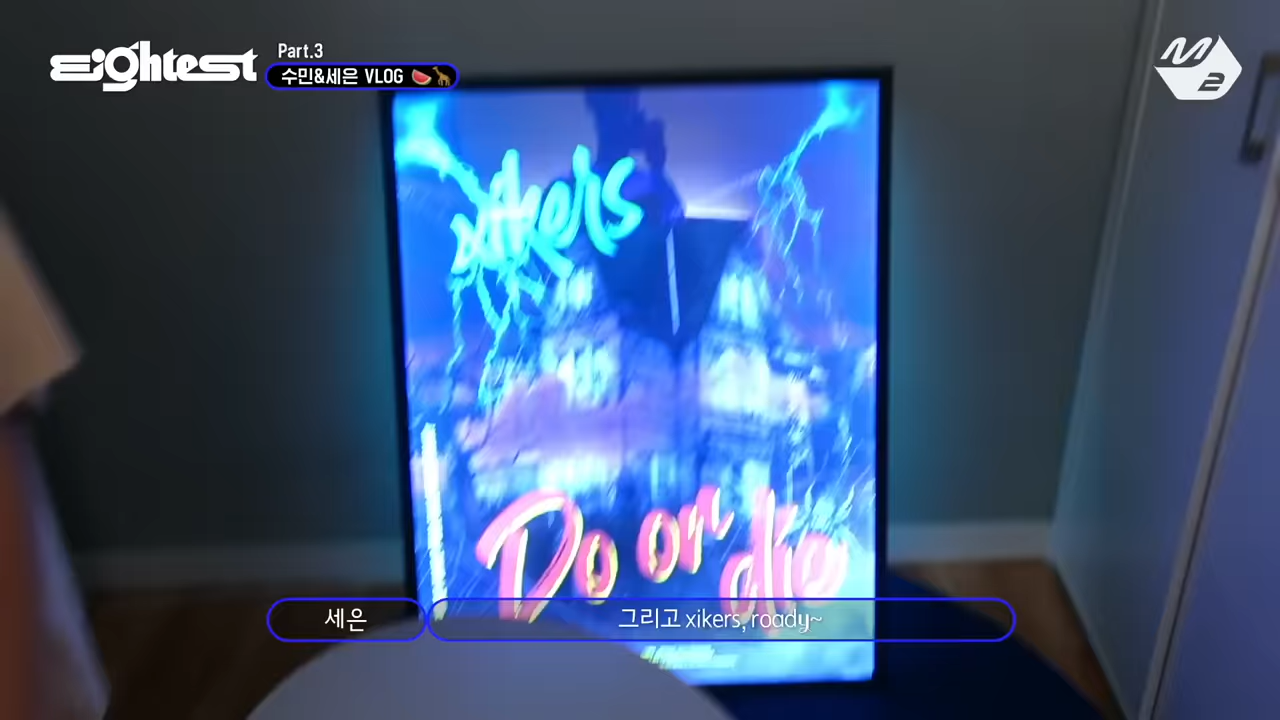 eightest
Part.3
수민&세은 VLOG 🍉🦒
M2
xikers
Do or die
세은
그리고 xikers, roady~